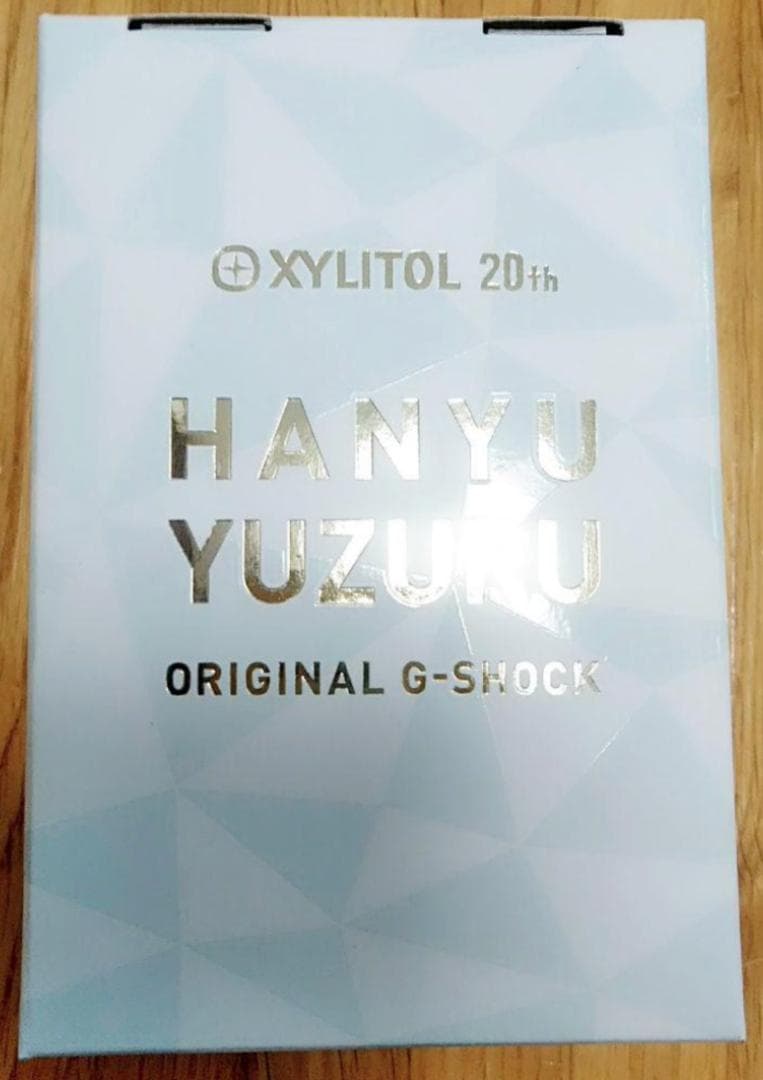 XYLITOL 20th
HANYU
YUZURU
ORIGINAL G-SHOCK